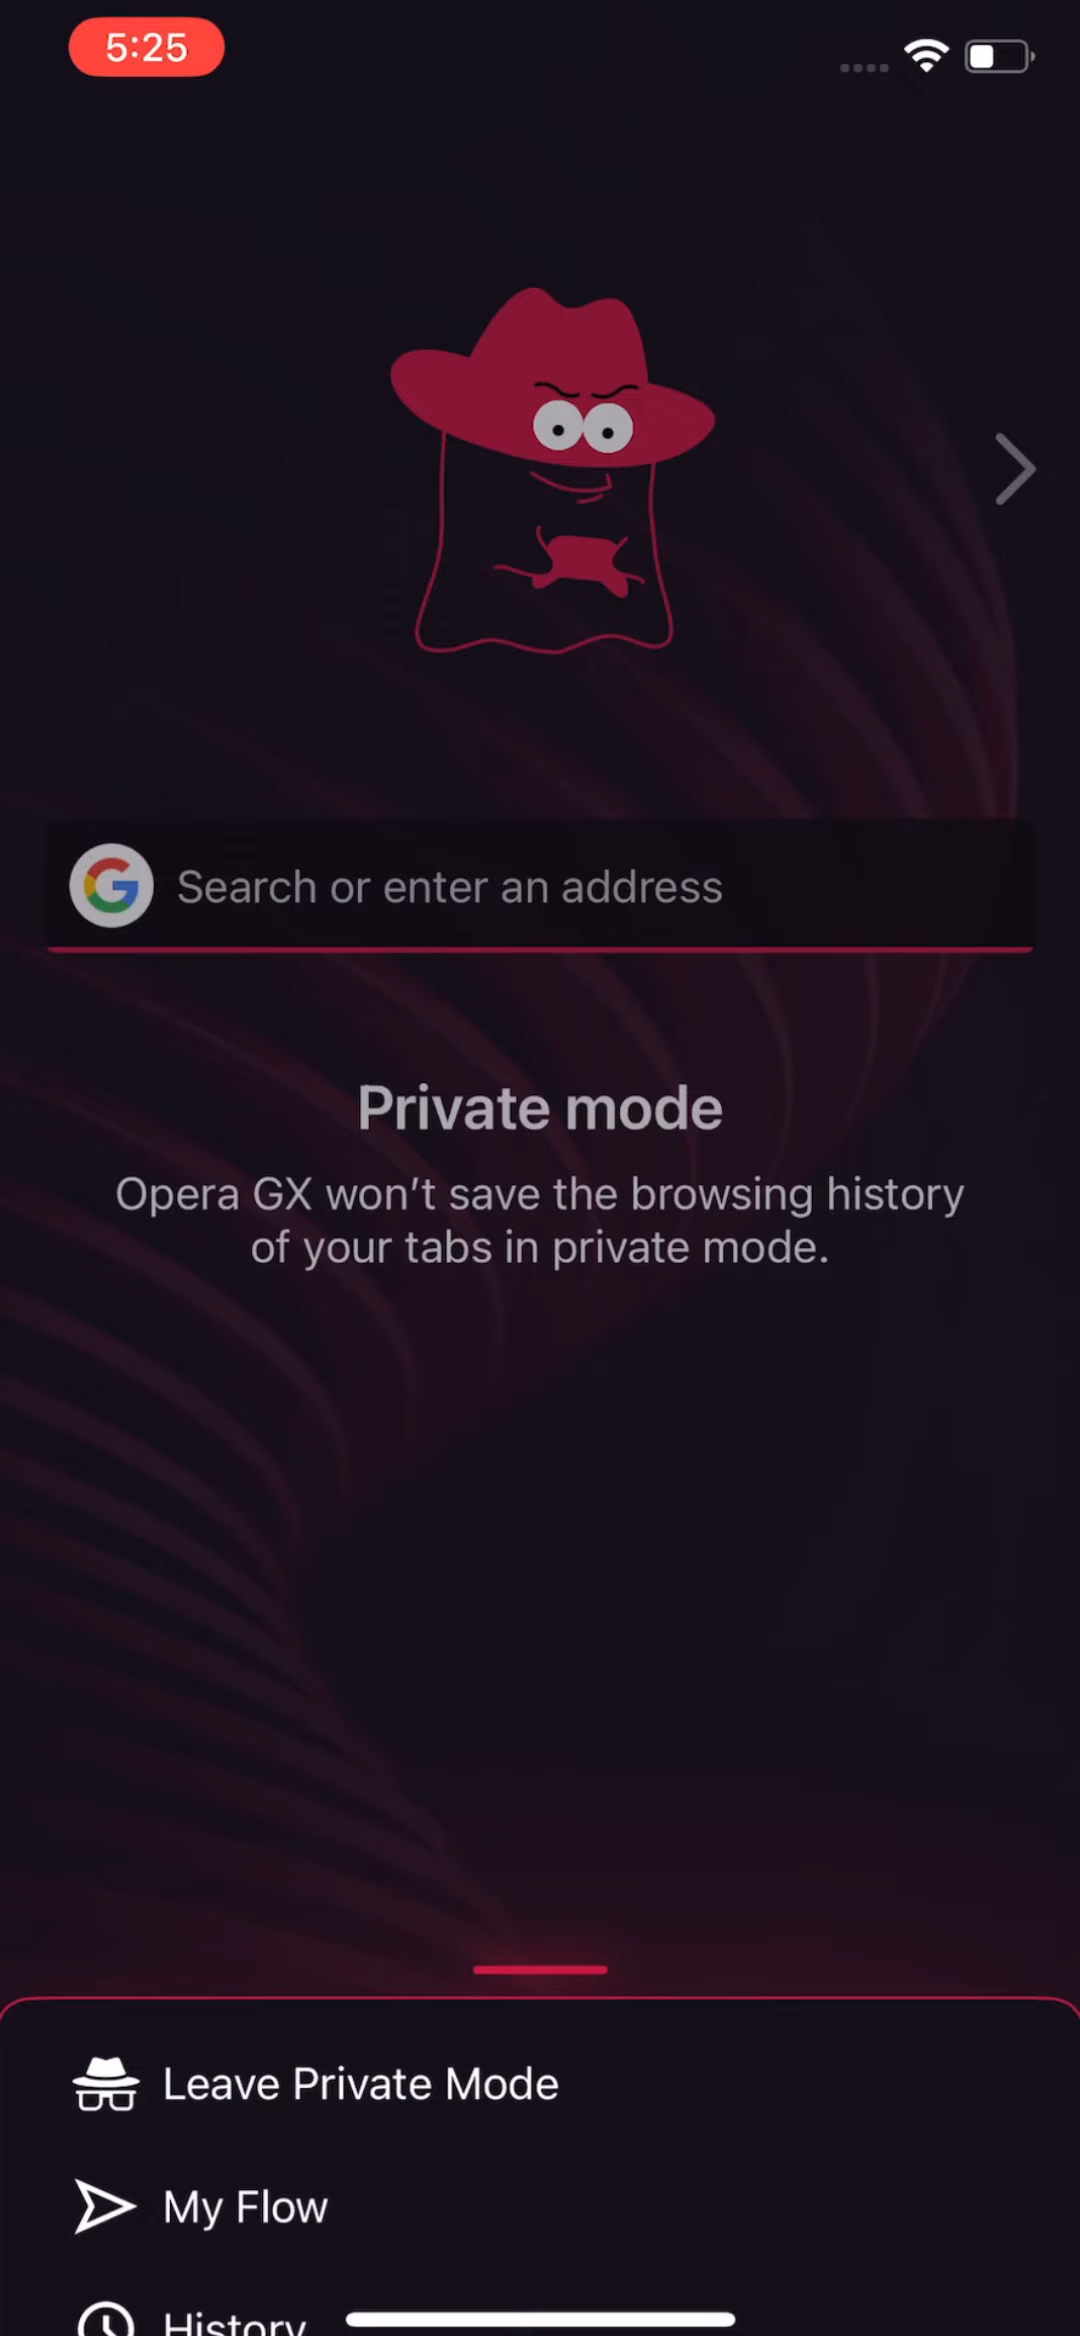 5:25
Search or enter an address
Private mode
Opera GX won’t save the browsing history
of your tabs in private mode.
Leave Private Mode
My Flow
History